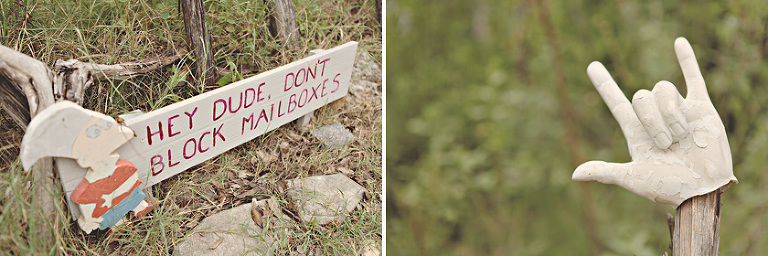 HEY DUDE, DON'T
BLOCK MAILBOXES